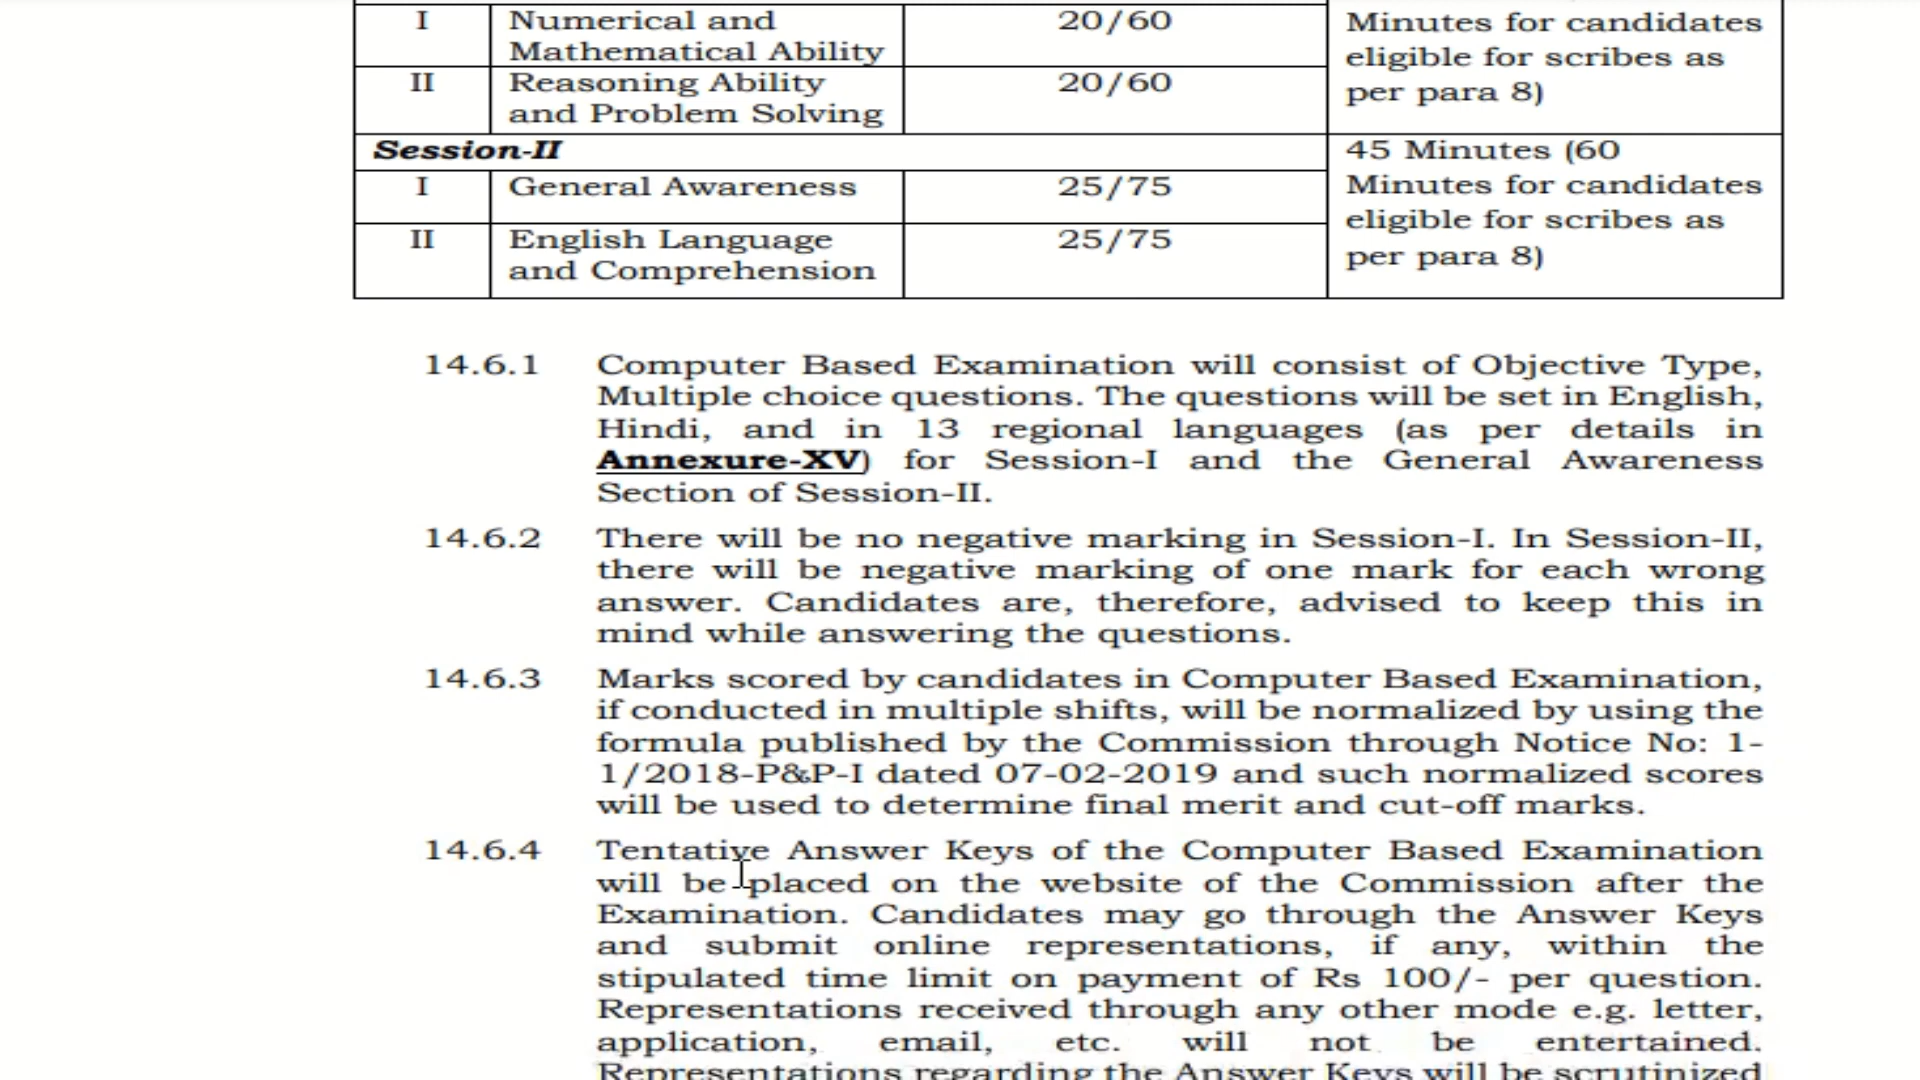 I Numerical and 20/60 Minutes for candidates
Mathematical Ability eligible for scribes as
II Reasoning Ability 20/60 per para 8)
and Problem Solving
Session-II 45 Minutes (60
I General Awareness 25/75 Minutes for candidates
eligible for scribes as
II English Language 25/75 per para 8)
and Comprehension
14.6.1 Computer Based Examination will consist of Objective Type,
Multiple choice questions. The questions will be set in English,
Hindi, and in 13 regional languages (as per details in
Annexure-XV) for Session-I and the General Awareness
Section of Session-II.
14.6.2 There will be no negative marking in Session-I. In Session-II,
there will be negative marking of one mark for each wrong
answer. Candidates are, therefore, advised to keep this in
mind while answering the questions.
14.6.3 Marks scored by candidates in Computer Based Examination,
if conducted in multiple shifts, will be normalized by using the
formula published by the Commission through Notice No: 1-
1/2018-P&P-I dated 07-02-2019 and such normalized scores
will be used to determine final merit and cut-off marks.
14.6.4 Tentative Answer Keys of the Computer Based Examination
will be placed on the website of the Commission after the
Examination. Candidates may go through the Answer Keys
and submit online representations, if any, within the
stipulated time limit on payment of Rs 100/- per question.
Representations received through any other mode e.g. letter,
application, email, etc. will not be entertained.
Representations regarding the Answer Keys will be scrutinized